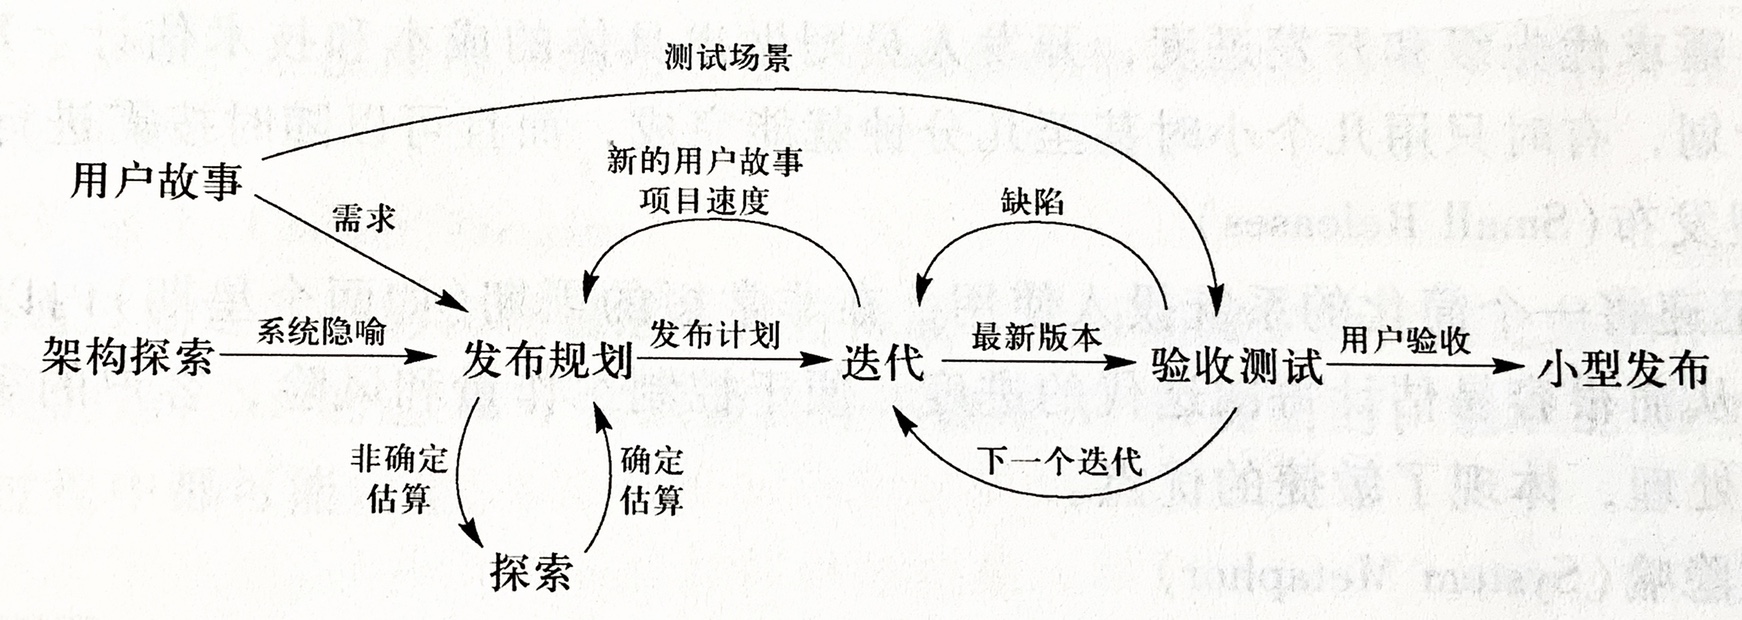 测试场景
用户故事
新的用户故事
项目速度
需求
缺陷
架构探索
系统隐喻
发布规划
发布计划
迭代
最新版本
验收测试
用户验收
小型发布
非确定
估算
确定
估算
下一个迭代
探索